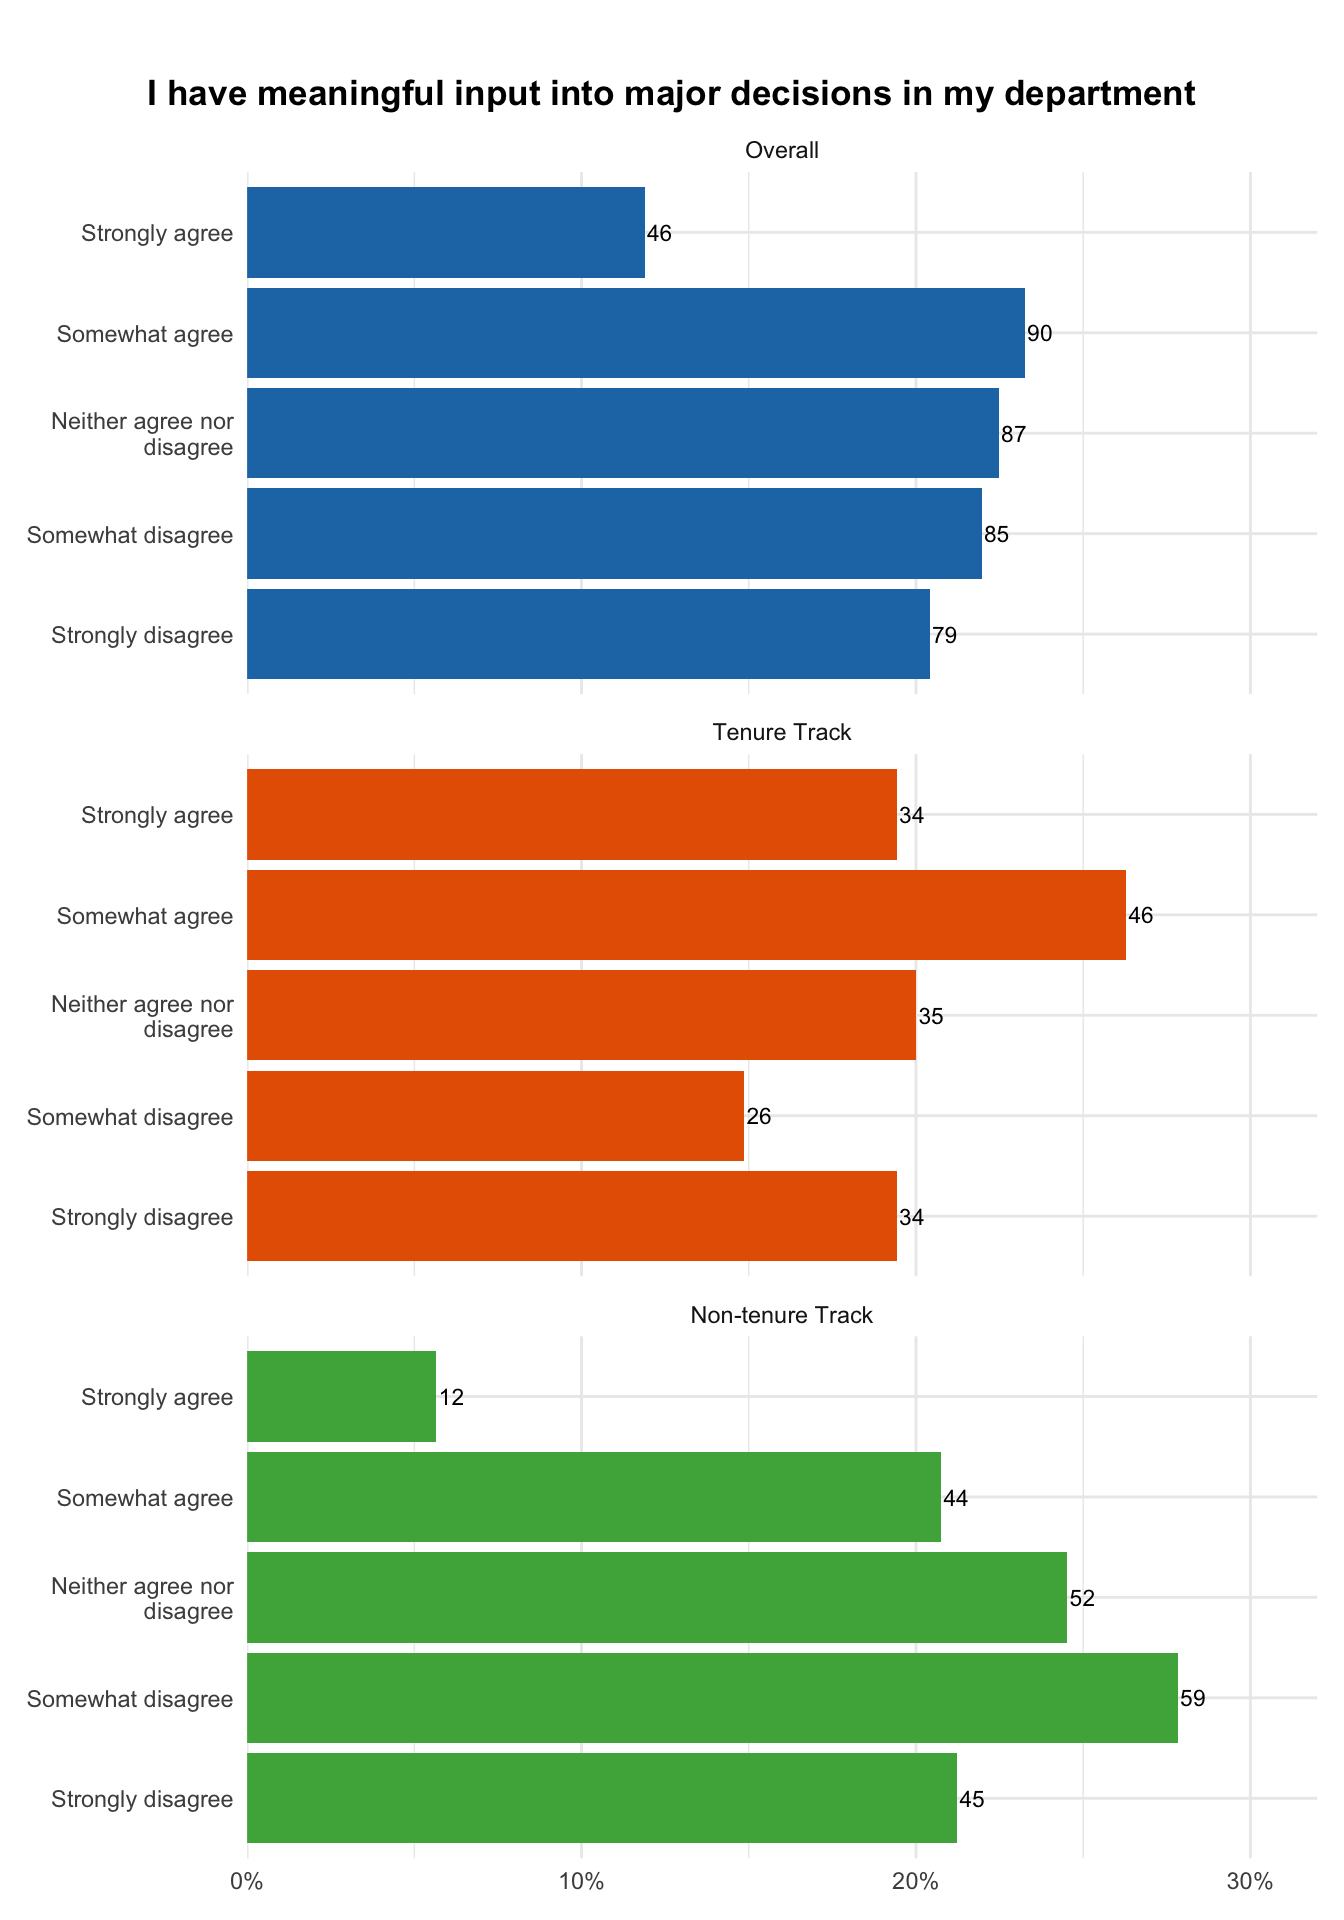 I have meaningful input into major decisions in my department
Overall
Strongly agree
46
Somewhat agree
90
Neither agree nor
disagree
87
Somewhat disagree
85
Strongly disagree
79
Tenure Track
Strongly agree
34
Somewhat agree
46
Neither agree nor
disagree
35
Somewhat disagree
26
Strongly disagree
34
Non-tenure Track
Strongly agree
12
Somewhat agree
44
Neither agree nor
disagree
52
Somewhat disagree
59
Strongly disagree
45
0% 10% 20% 30%